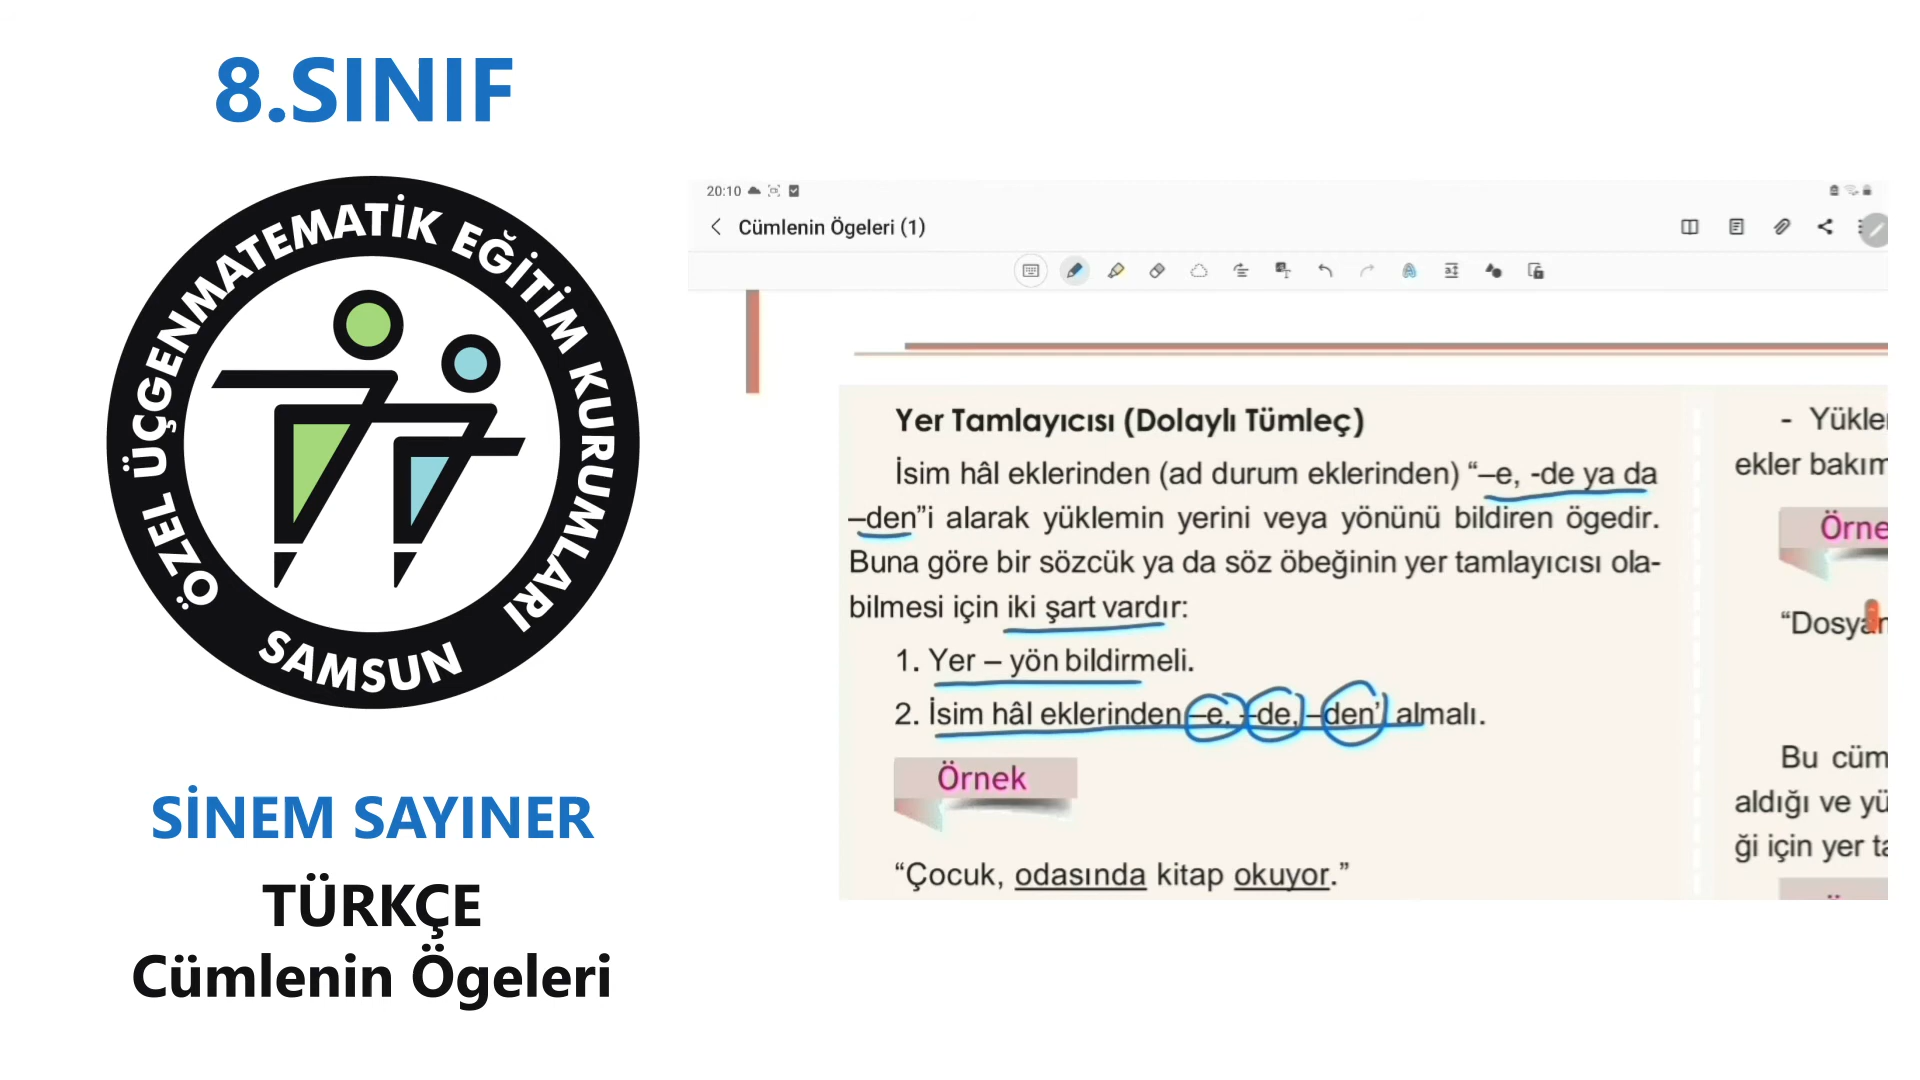 8.SINIF
ÖZEL ÜÇGENMATEMATİK EĞİTİM KURUMLARI
SAMSUN
SİNEM SAYINER
TÜRKÇE
Cümlenin Ögeleri
20:10
Cümlenin Ögeleri (1)
Yer Tamlayıcısı (Dolaylı Tümleç)
İsim hâl eklerinden (ad durum eklerinden) “–e, -de ya da
–den”i alarak yüklemin yerini veya yönünü bildiren ögedir.
Buna göre bir sözcük ya da söz öbeğinin yer tamlayıcısı ola-
bilmesi için iki şart vardır:
1. Yer – yön bildirmeli.
2. İsim hâl eklerinden –e, –de, –den’i almalı.
Örnek
“Çocuk, odasında kitap okuyor.”
- Yükle
ekler bakım
Örne
“Dosyan
Bu cüm
aldığı ve yü
ği için yer ta